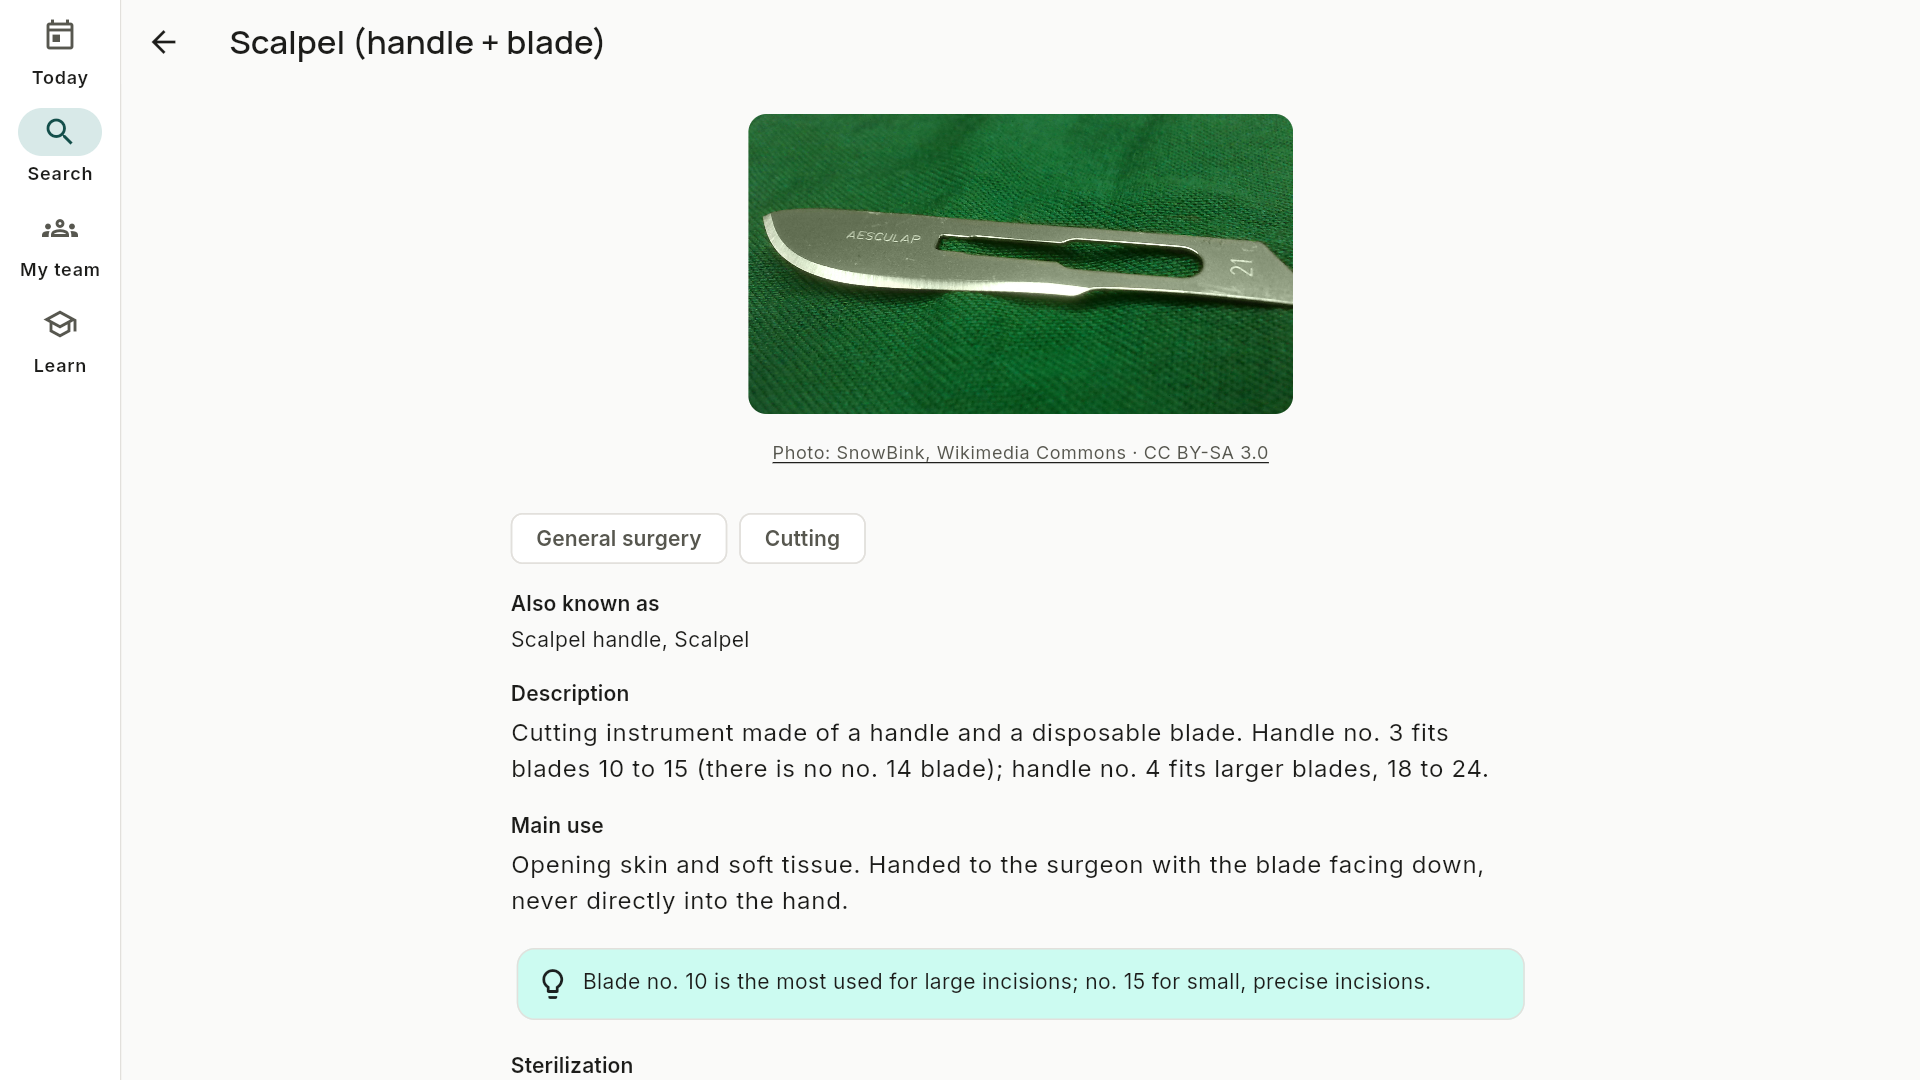 Today
Search
My team
Learn
Scalpel (handle + blade)
AESCULAP
21
Photo: SnowBink, Wikimedia Commons · CC BY-SA 3.0
General surgery
Cutting
Also known as
Scalpel handle, Scalpel
Description
Cutting instrument made of a handle and a disposable blade. Handle no. 3 fits
blades 10 to 15 (there is no no. 14 blade); handle no. 4 fits larger blades, 18 to 24.
Main use
Opening skin and soft tissue. Handed to the surgeon with the blade facing down,
never directly into the hand.
Blade no. 10 is the most used for large incisions; no. 15 for small, precise incisions.
Sterilization